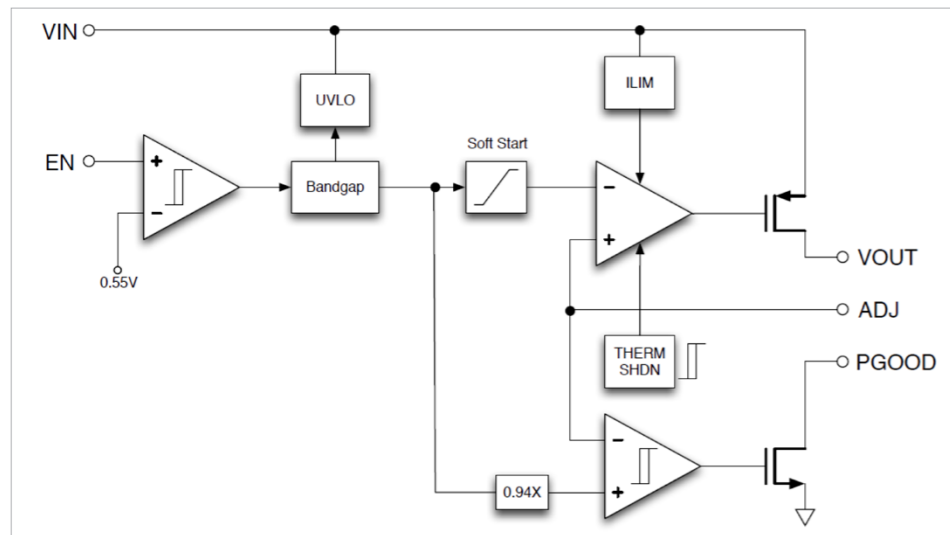 VIN
UVLO
ILIM
EN
+
-
0.55V
Bandgap
Soft Start
-
+
VOUT
ADJ
THERM
SHDN
PGOOD
-
+
0.94X